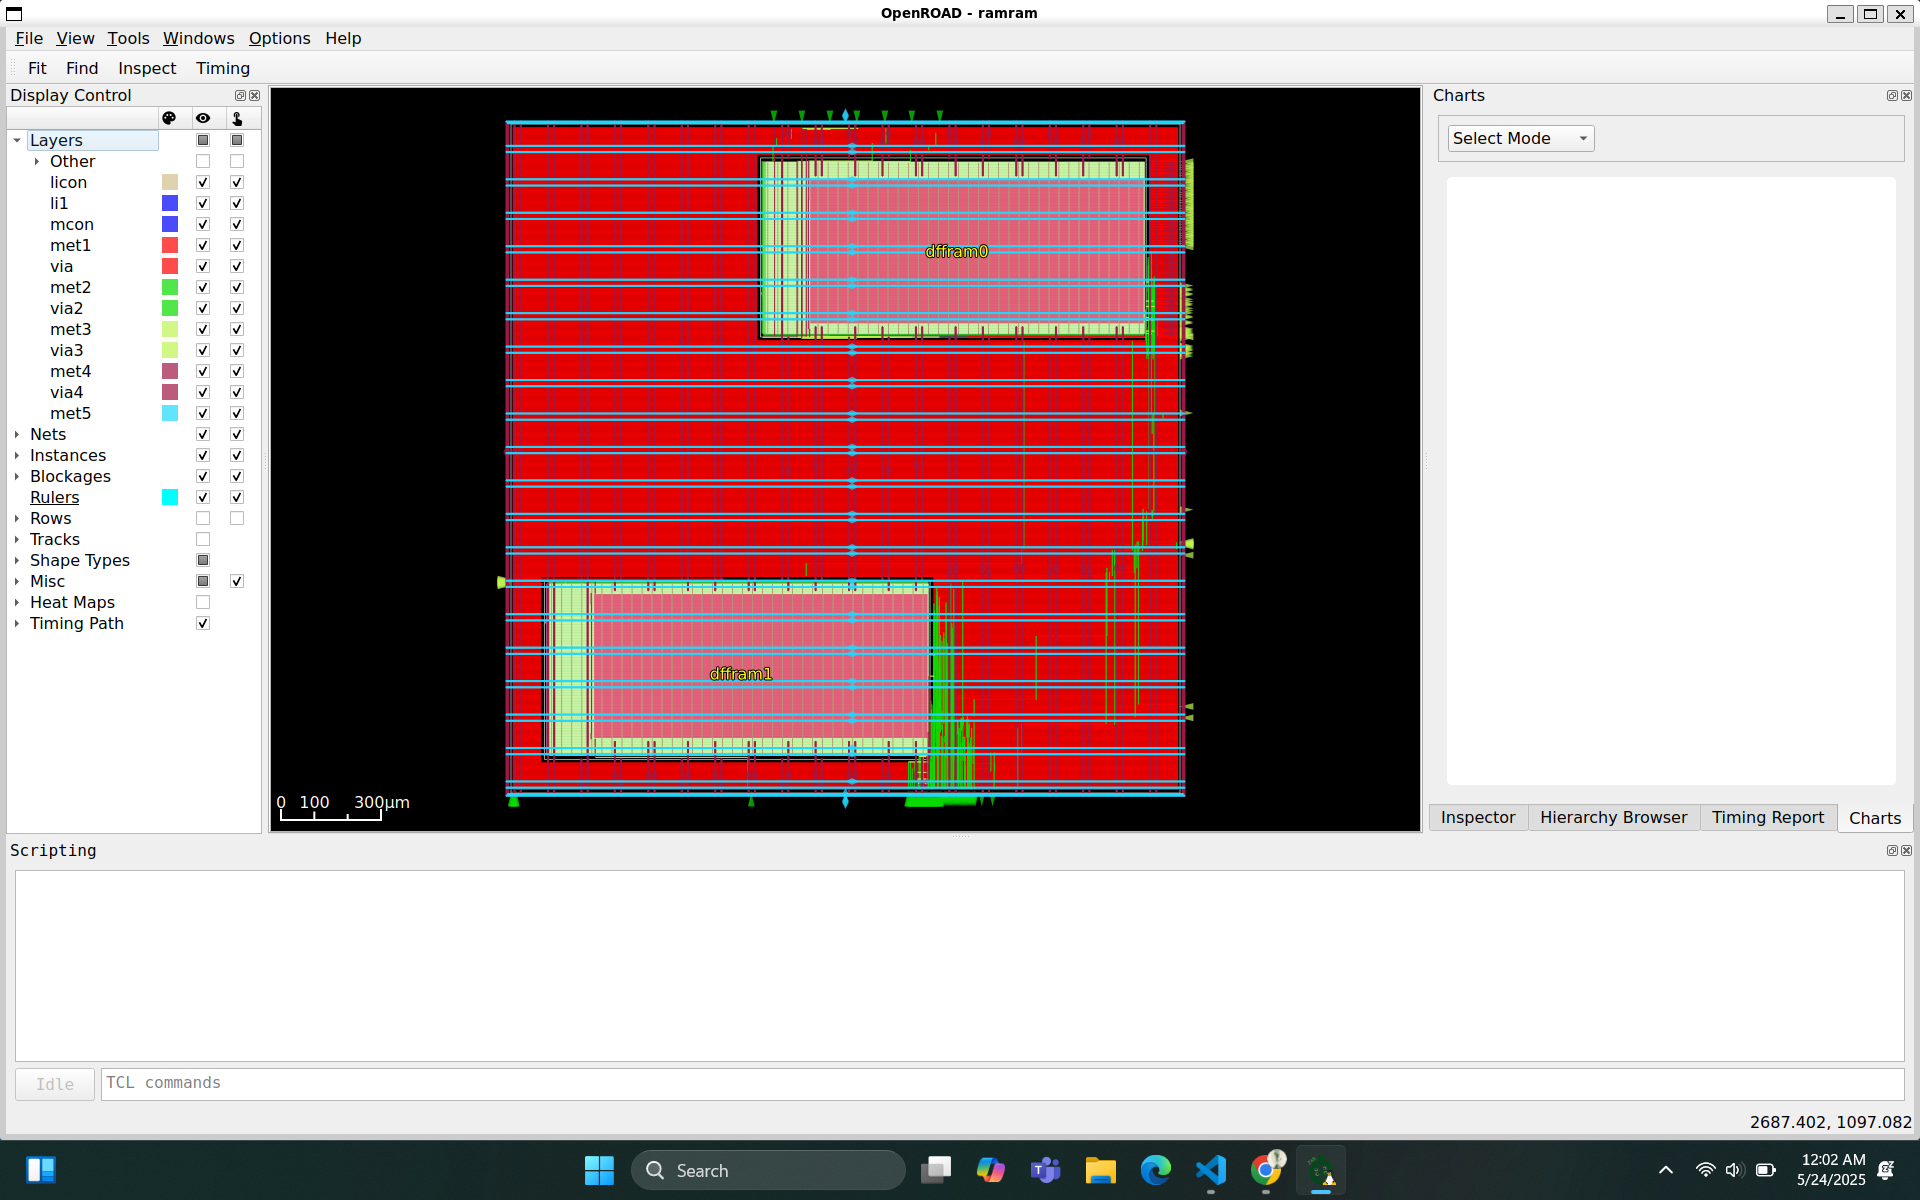 OpenROAD - ramram
File View Tools Windows Options Help
Fit Find Inspect Timing
Display Control
Layers
Other
licon
li1
mcon
met1
via
met2
via2
met3
via3
met4
via4
met5
Nets
Instances
Blockages
Rulers
Rows
Tracks
Shape Types
Misc
Heat Maps
Timing Path
dffram0
dffram1
0 100 300μm
Charts
Select Mode
Inspector Hierarchy Browser Timing Report Charts
Scripting
Idle TCL commands
2687.402, 1097.082
Search
12:02 AM
5/24/2025